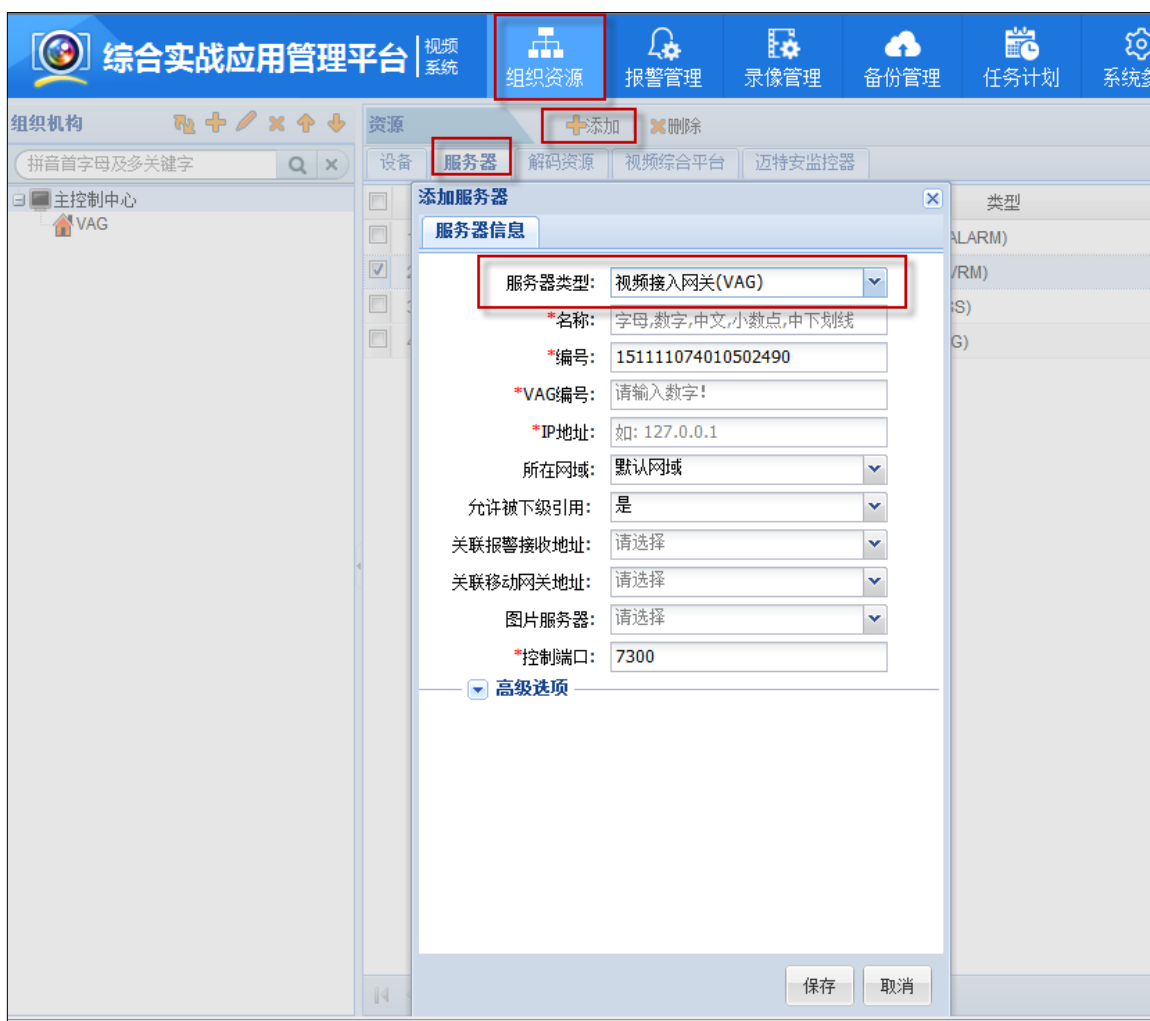 综合实战应用管理平台 视频系统
组织资源 报警管理 录像管理 备份管理 任务计划
组织机构 资源 添加 删除
拼音首字母及多关键字 设备 服务器 解码资源 视频综合平台 迈特安监控器
主控制中心 添加服务器 类型
VAG 服务器信息
服务器类型: 视频接入网关(VAG)
*名称: 字母,数字,中文,小数点,中下划线
*编号: 151111074010502490
*VAG编号: 请输入数字!
*IP地址: 如: 127.0.0.1
所在网域: 默认网域
允许被下级引用: 是
关联报警接收地址: 请选择
关联移动网关地址: 请选择
图片服务器: 请选择
*控制端口: 7300
高级选项
保存 取消